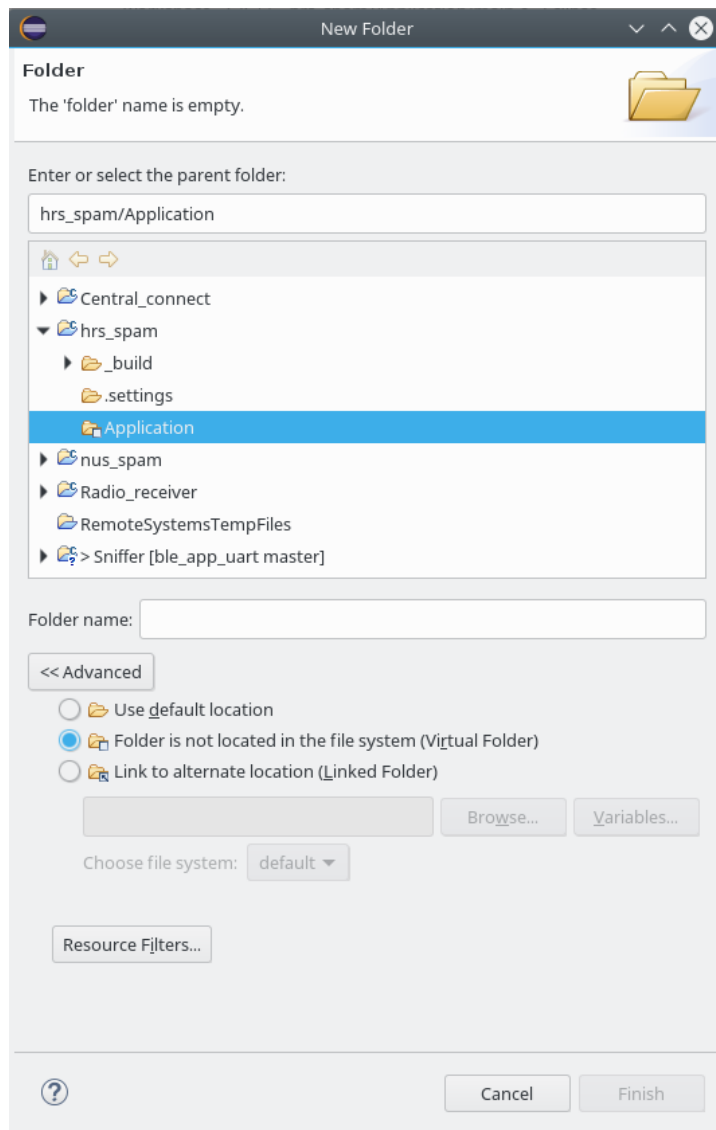 New Folder
Folder
The 'folder' name is empty.
Enter or select the parent folder:
hrs_spam/Application
Central_connect
hrs_spam
_build
.settings
Application
nus_spam
Radio_receiver
RemoteSystemsTempFiles
> Sniffer [ble_app_uart master]
Folder name:
<< Advanced
Use default location
Folder is not located in the file system (Virtual Folder)
Link to alternate location (Linked Folder)
Browse... Variables...
Choose file system: default
Resource Filters...
? Cancel Finish